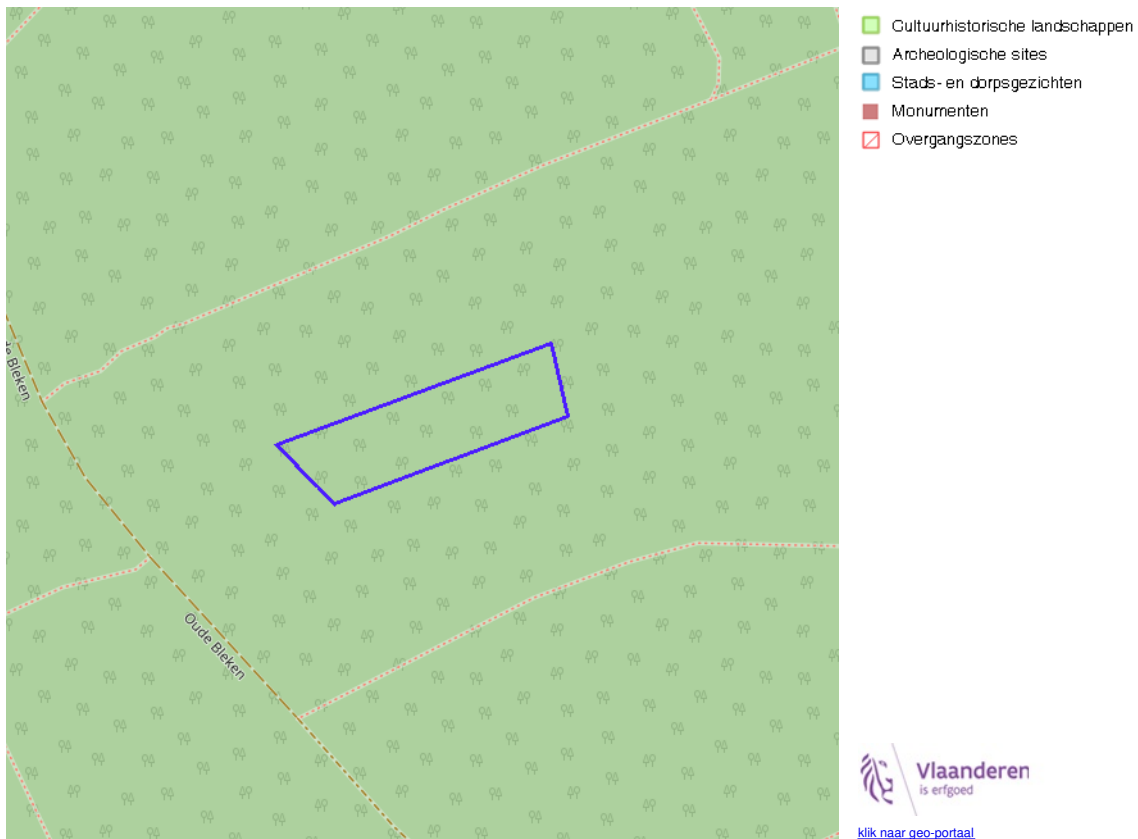 Cultuurhistorische landschappen
Archeologische sites
Stads- en dorpsgezichten
Monumenten
Overgangszones
de Bleken
Oude Bleken
Vlaanderen
is erfgoed
klik naar geo-portaal